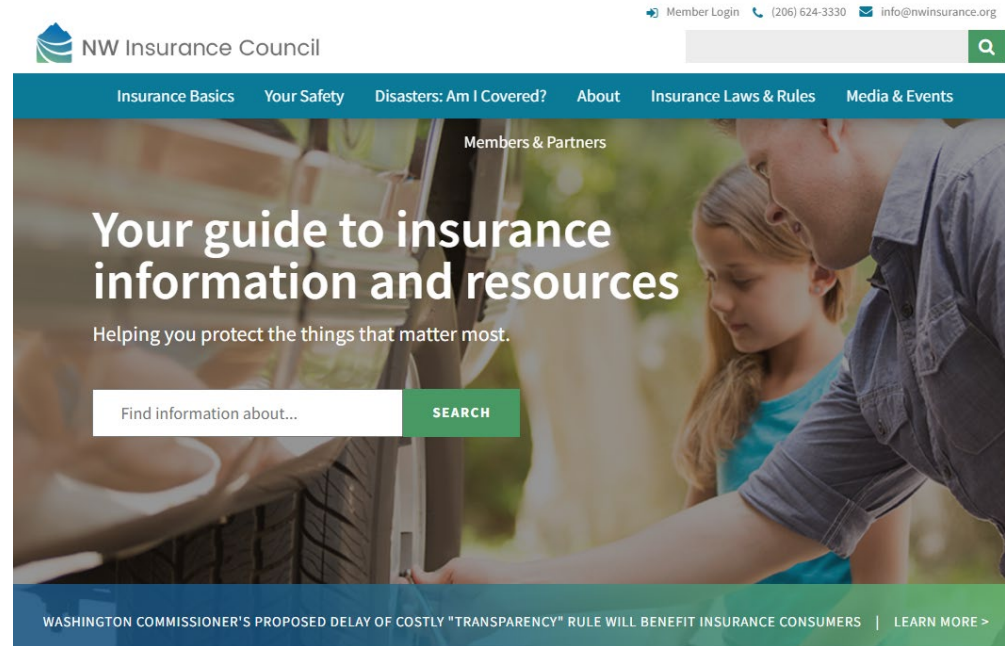 Member Login (206) 624-3330 info@nwinsurance.org
NW Insurance Council
Insurance Basics Your Safety Disasters: Am I Covered? About Insurance Laws & Rules Media & Events
Members & Partners
Your guide to insurance
information and resources
Helping you protect the things that matter most.
Find information about... SEARCH
WASHINGTON COMMISSIONER'S PROPOSED DELAY OF COSTLY "TRANSPARENCY" RULE WILL BENEFIT INSURANCE CONSUMERS | LEARN MORE >